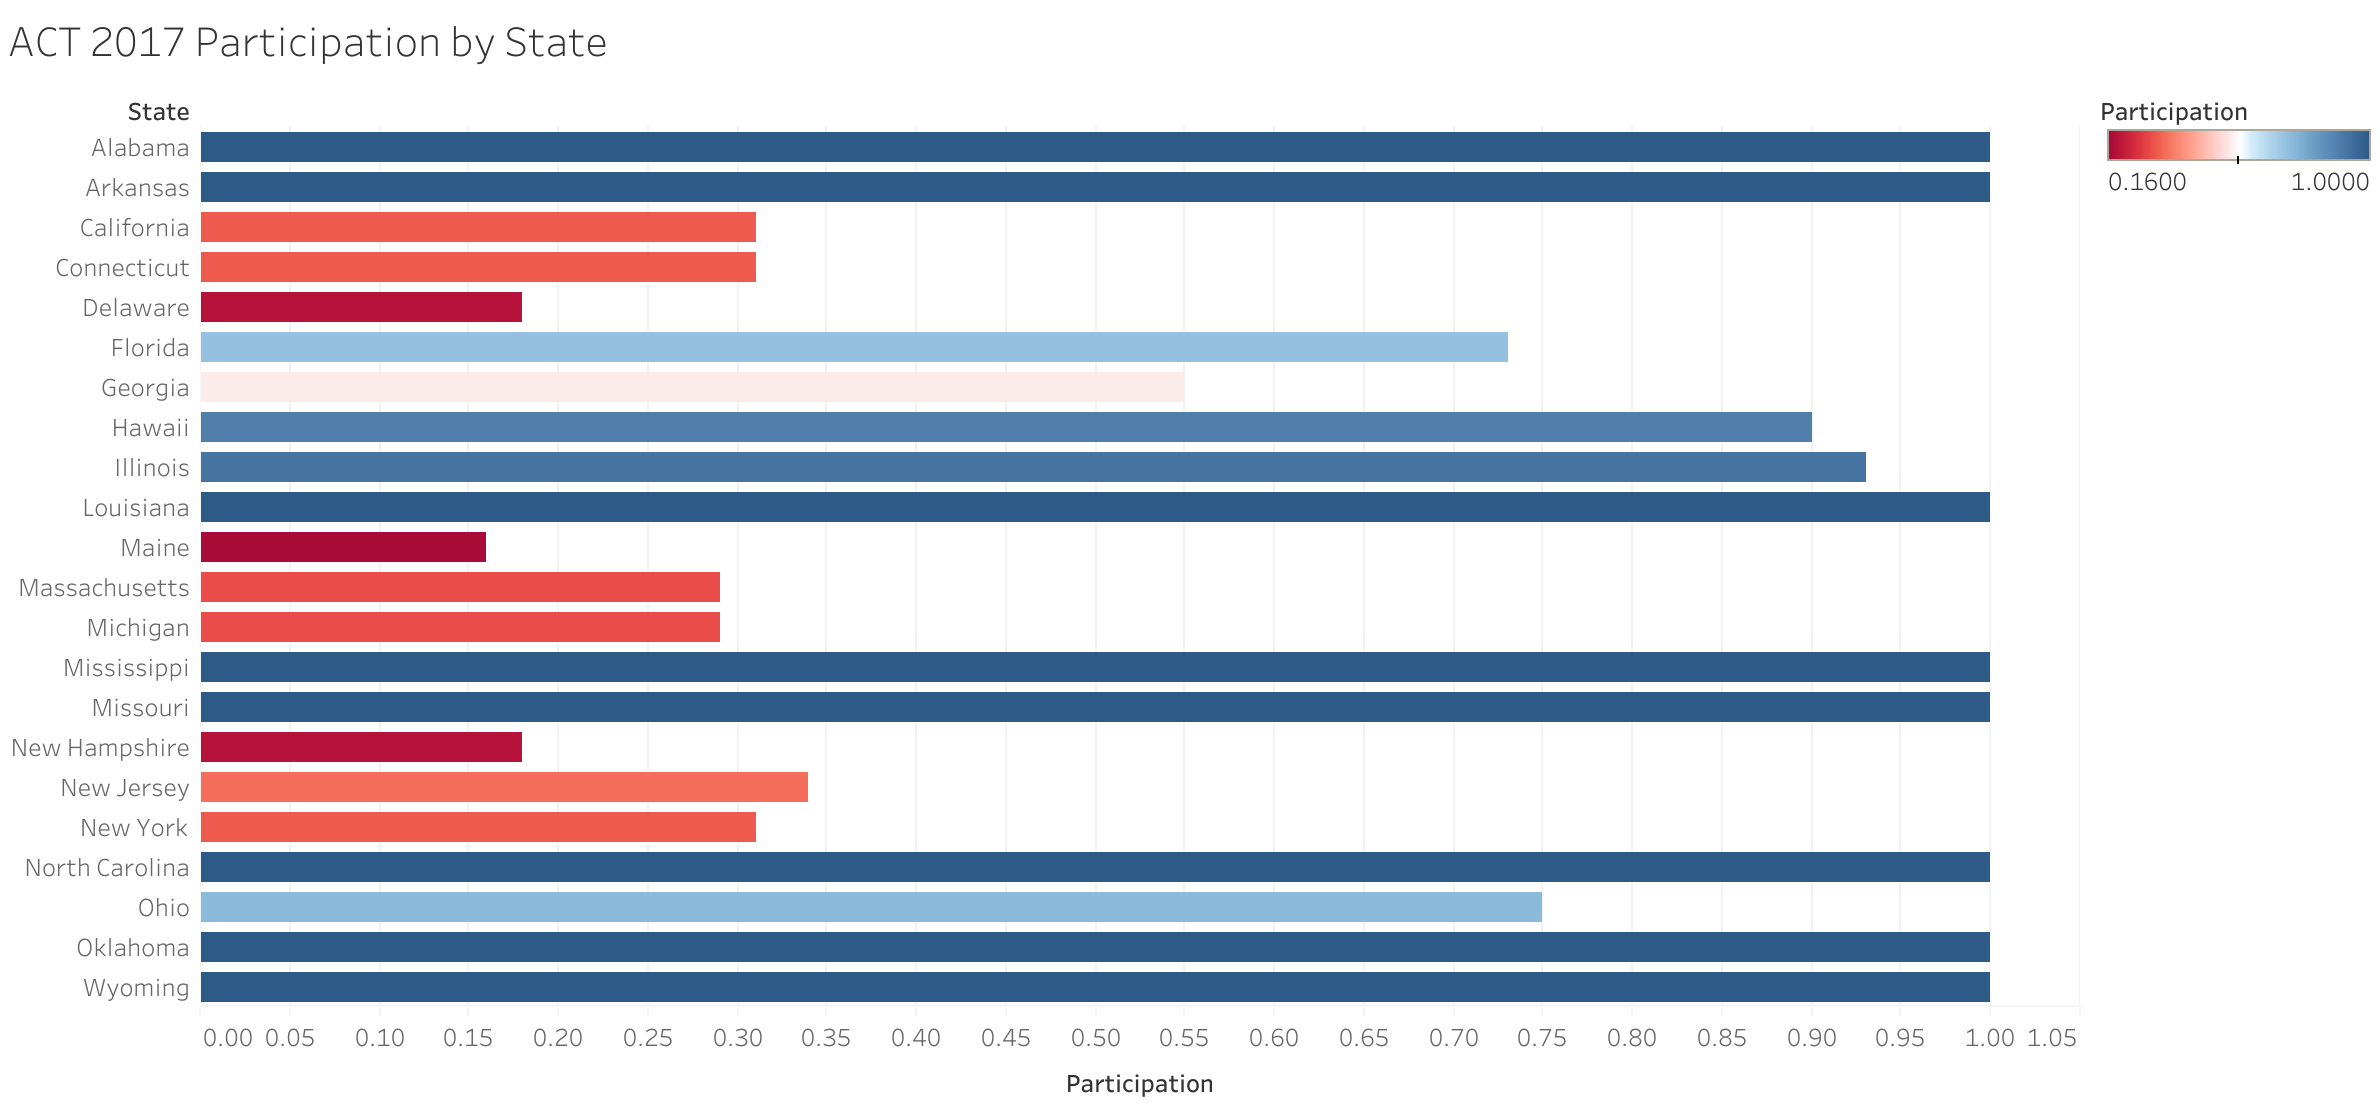 ACT 2017 Participation by State
State
Participation
0.1600 1.0000
Alabama
Arkansas
California
Connecticut
Delaware
Florida
Georgia
Hawaii
Illinois
Louisiana
Maine
Massachusetts
Michigan
Mississippi
Missouri
New Hampshire
New Jersey
New York
North Carolina
Ohio
Oklahoma
Wyoming
0.00 0.05 0.10 0.15 0.20 0.25 0.30 0.35 0.40 0.45 0.50 0.55 0.60 0.65 0.70 0.75 0.80 0.85 0.90 0.95 1.00 1.05
Participation